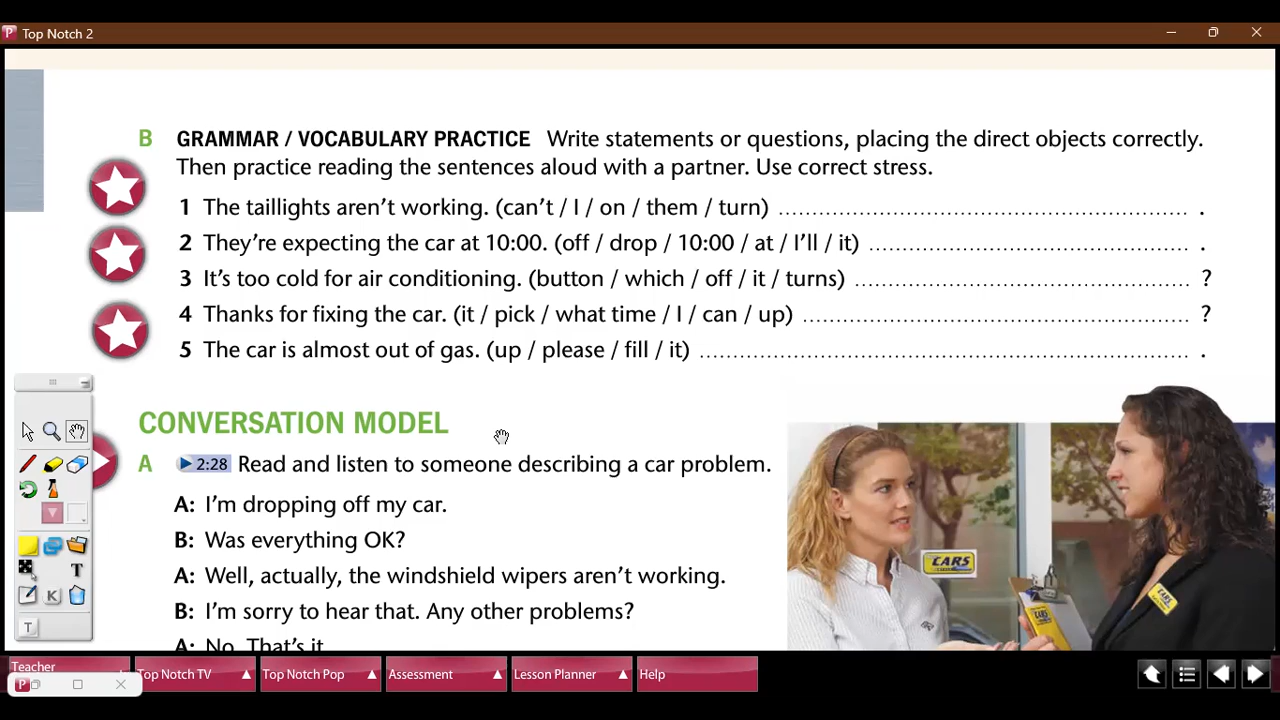 Top Notch 2
B GRAMMAR / VOCABULARY PRACTICE Write statements or questions, placing the direct objects correctly.
Then practice reading the sentences aloud with a partner. Use correct stress.
1 The taillights aren't working. (can't / I / on / them / turn) .
2 They're expecting the car at 10:00. (off / drop / 10:00 / at / I'll / it) .
3 It's too cold for air conditioning. (button / which / off / it / turns) ?
4 Thanks for fixing the car. (it / pick / what time / I / can / up) ?
5 The car is almost out of gas. (up / please / fill / it) .
CONVERSATION MODEL
A 2:28 Read and listen to someone describing a car problem.
A: I'm dropping off my car.
B: Was everything OK?
A: Well, actually, the windshield wipers aren't working.
B: I'm sorry to hear that. Any other problems?
A: No. That's it
CARS
CARS
T
K
T
Teacher
Top Notch TV
Top Notch Pop
Assessment
Lesson Planner
Help